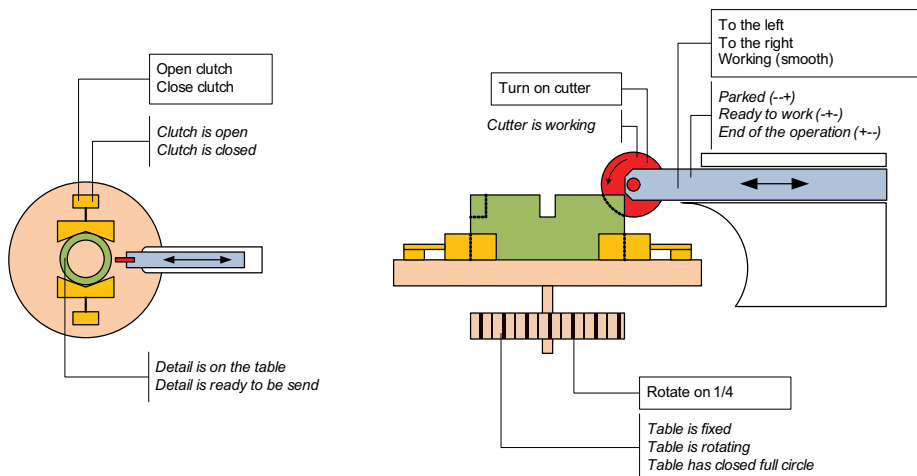 Open clutch
Close clutch
Clutch is open
Clutch is closed
Detail is on the table
Detail is ready to be send
To the left
To the right
Working (smooth)
Turn on cutter
Cutter is working
Parked (--+)
Ready to work (-+-)
End of the operation (+--)
Rotate on 1/4
Table is fixed
Table is rotating
Table has closed full circle